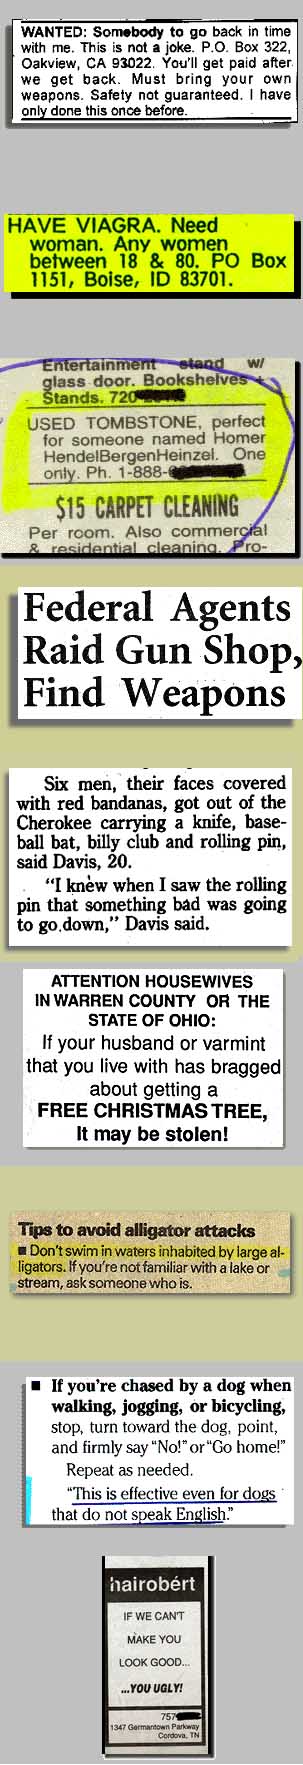 WANTED: Somebody to go back in time
with me. This is not a joke. P.O. Box 322,
Oakview, CA 93022. You'll get paid after
we get back. Must bring your own
weapons. Safety not guaranteed. I have
only done this once before.
HAVE VIAGRA. Need
woman. Any women
between 18 & 80. PO Box
1151, Boise, ID 83701.
Entertainment stand w/
glass door. Bookshelves +
Stands. 720
USED TOMBSTONE, perfect
for someone named Homer
HendelBergenHeinzel. One
only. Ph. 1-888-
$15 CARPET CLEANING
Per room. Also commercial
& residential cleaning. Pro-
Federal Agents
Raid Gun Shop,
Find Weapons
Six men, their faces covered
with red bandanas, got out of the
Cherokee carrying a knife, base-
ball bat, billy club and rolling pin,
said Davis, 20.
"I knew when I saw the rolling
pin that something bad was going
to go down," Davis said.
ATTENTION HOUSEWIVES
IN WARREN COUNTY OR THE
STATE OF OHIO:
If your husband or varmint
that you live with has bragged
about getting a
FREE CHRISTMAS TREE,
It may be stolen!
Tips to avoid alligator attacks
■ Don't swim in waters inhabited by large al-
ligators. If you're not familiar with a lake or
stream, ask someone who is.
■ If you're chased by a dog when
walking, jogging, or bicycling,
stop, turn toward the dog, point,
and firmly say "No!" or "Go home!"
Repeat as needed.
"This is effective even for dogs
that do not speak English."
hairobért
IF WE CAN'T
MAKE YOU
LOOK GOOD...
...YOU UGLY!
757
1347 Germantown Parkway
Cordova, TN